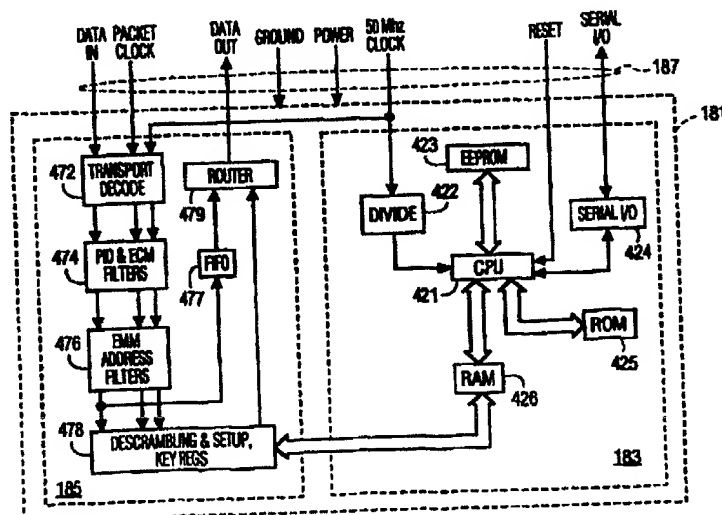 DATA
IN
PACKET
CLOCK
DATA
OUT
GROUND
POWER
50 Mhz
CLOCK
RESET
SERIAL
I/O
187
181
472
TRANSPORT
DECODE
ROUTER
479
423
EEPROM
DIVIDE
422
SERIAL I/O
424
474
PID & ECM
FILTERS
FIFO
477
CPU
421
ROM
425
476
EMM
ADDRESS
FILTERS
RAM
426
478
DESCRAMBLING & SETUP,
KEY REGS
185
183